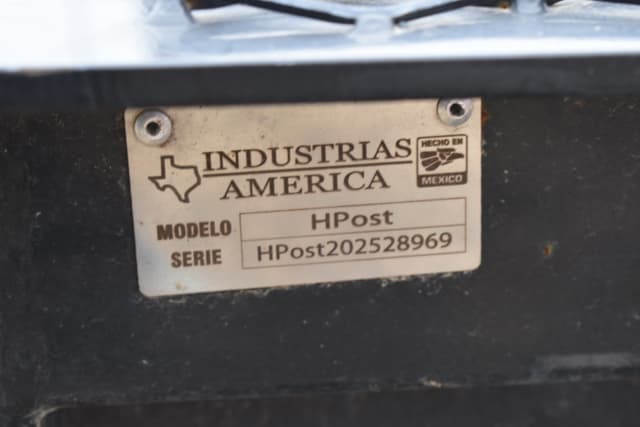 INDUSTRIAS
AMERICA
HECHO EN
MEXICO
MODELO HPost
SERIE HPost202528969